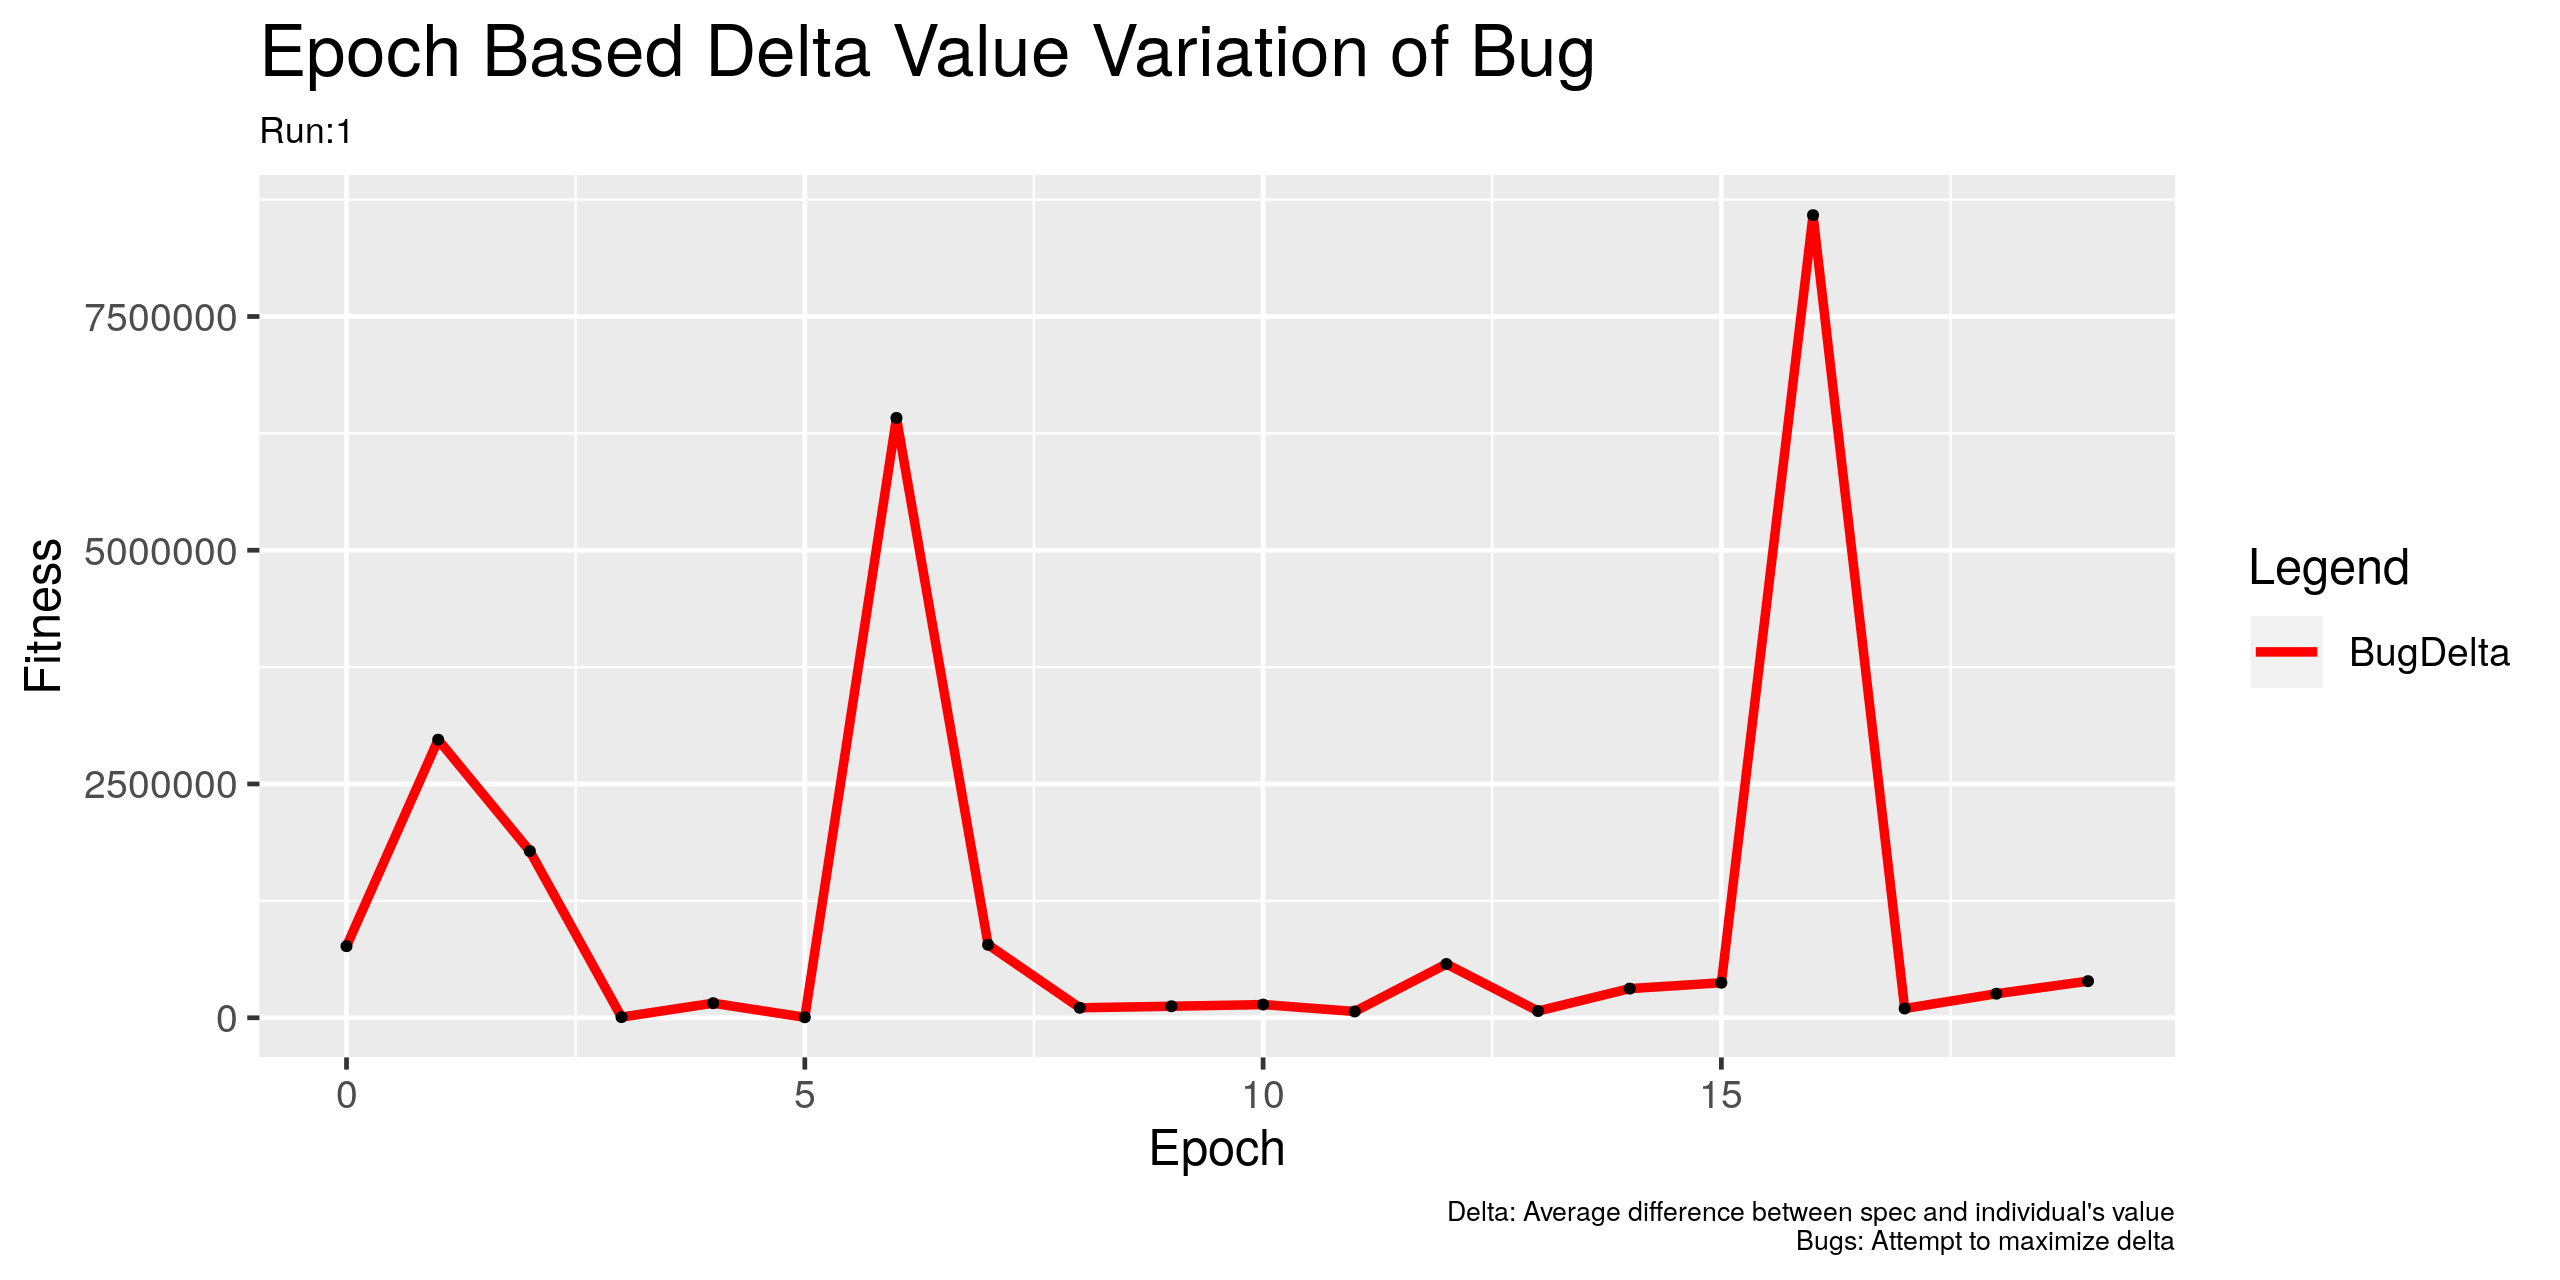 Epoch Based Delta Value Variation of Bug
Run:1
Fitness
7500000
5000000
2500000
0
0 5 10 15
Epoch
Legend
BugDelta
Delta: Average difference between spec and individual's value
Bugs: Attempt to maximize delta